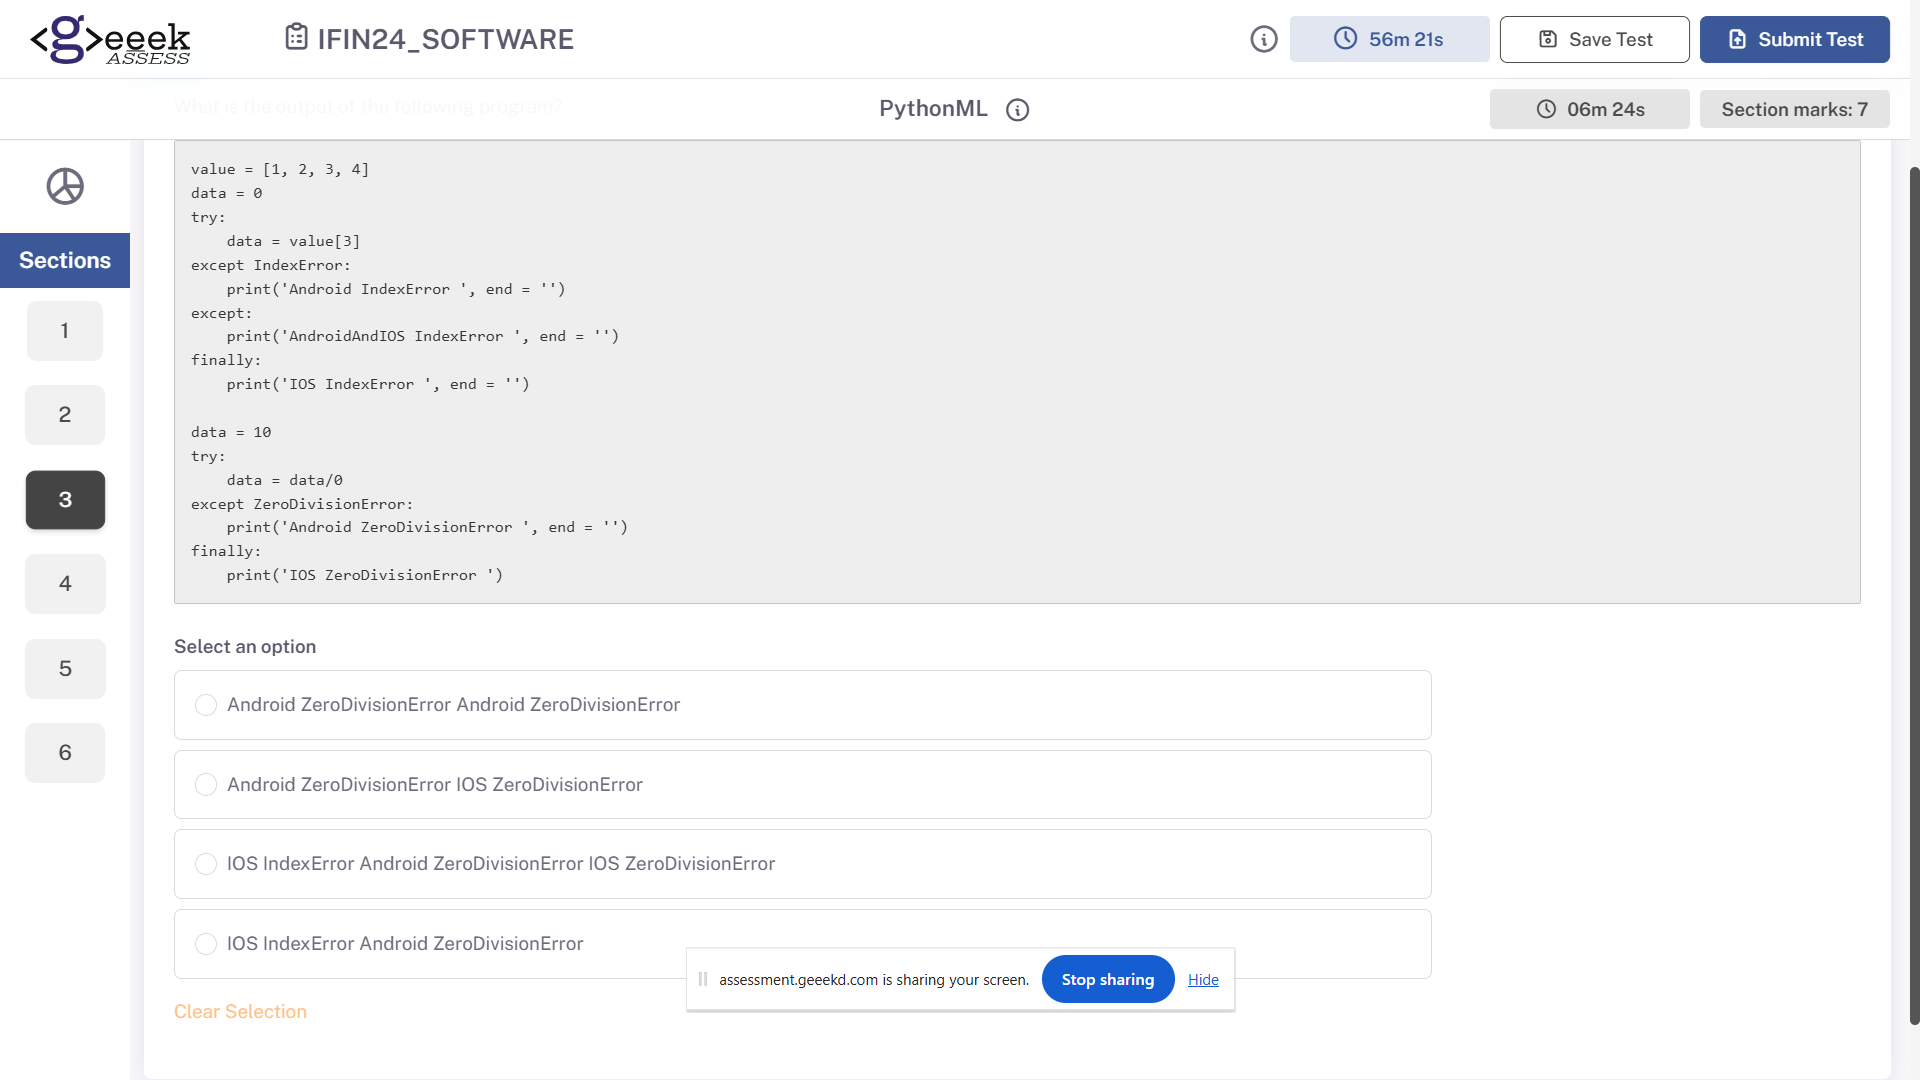 <g>eeek
ASSESS
IFIN24_SOFTWARE
56m 21s
Save Test
Submit Test
What is the output of the following program?
PythonML
06m 24s
Section marks: 7
Sections
1
2
3
4
5
6
value = [1, 2, 3, 4]
data = 0
try:
    data = value[3]
except IndexError:
    print('Android IndexError ', end = '')
except:
    print('AndroidAndIOS IndexError ', end = '')
finally:
    print('IOS IndexError ', end = '')
data = 10
try:
    data = data/0
except ZeroDivisionError:
    print('Android ZeroDivisionError ', end = '')
finally:
    print('IOS ZeroDivisionError ')
Select an option
Android ZeroDivisionError Android ZeroDivisionError
Android ZeroDivisionError IOS ZeroDivisionError
IOS IndexError Android ZeroDivisionError IOS ZeroDivisionError
IOS IndexError Android ZeroDivisionError
assessment.geeekd.com is sharing your screen.
Stop sharing
Hide
Clear Selection